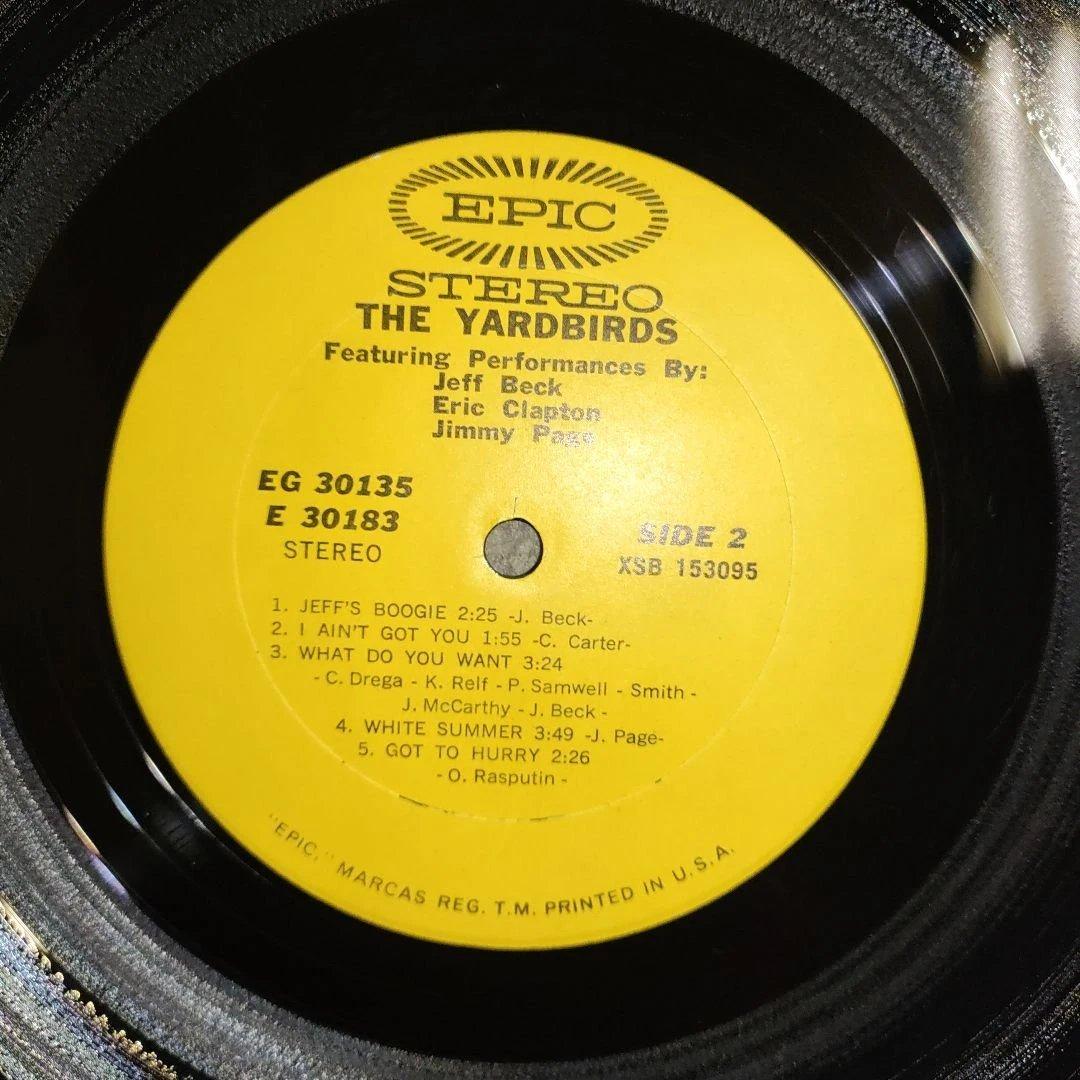 EPIC
STEREO
THE YARDBIRDS
Featuring Performances By:
Jeff Beck
Eric Clapton
Jimmy Page
EG 30135
E 30183
STEREO
SIDE 2
XSB 153095
1. JEFF'S BOOGIE 2:25 -J. Beck-
2. I AIN'T GOT YOU 1:55 -C. Carter-
3. WHAT DO YOU WANT 3:24
- C. Drega - K. Relf - P. Samwell - Smith -
J. McCarthy - J. Beck -
4. WHITE SUMMER 3:49 -J. Page-
5. GOT TO HURRY 2:26
- O. Rasputin -
"EPIC," MARCAS REG. T.M. PRINTED IN U.S.A.